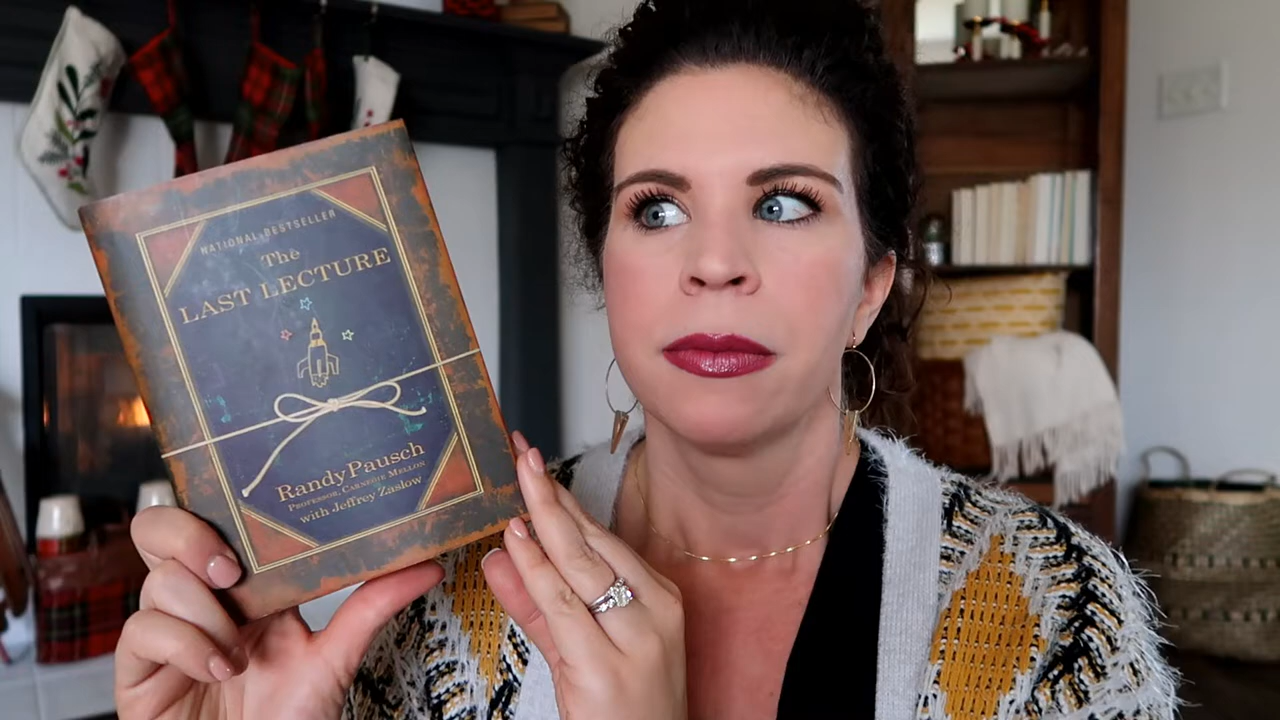 NATIONAL BESTSELLER
The
LAST LECTURE
Randy Pausch
PROFESSOR, CARNEGIE MELLON
with Jeffrey Zaslow